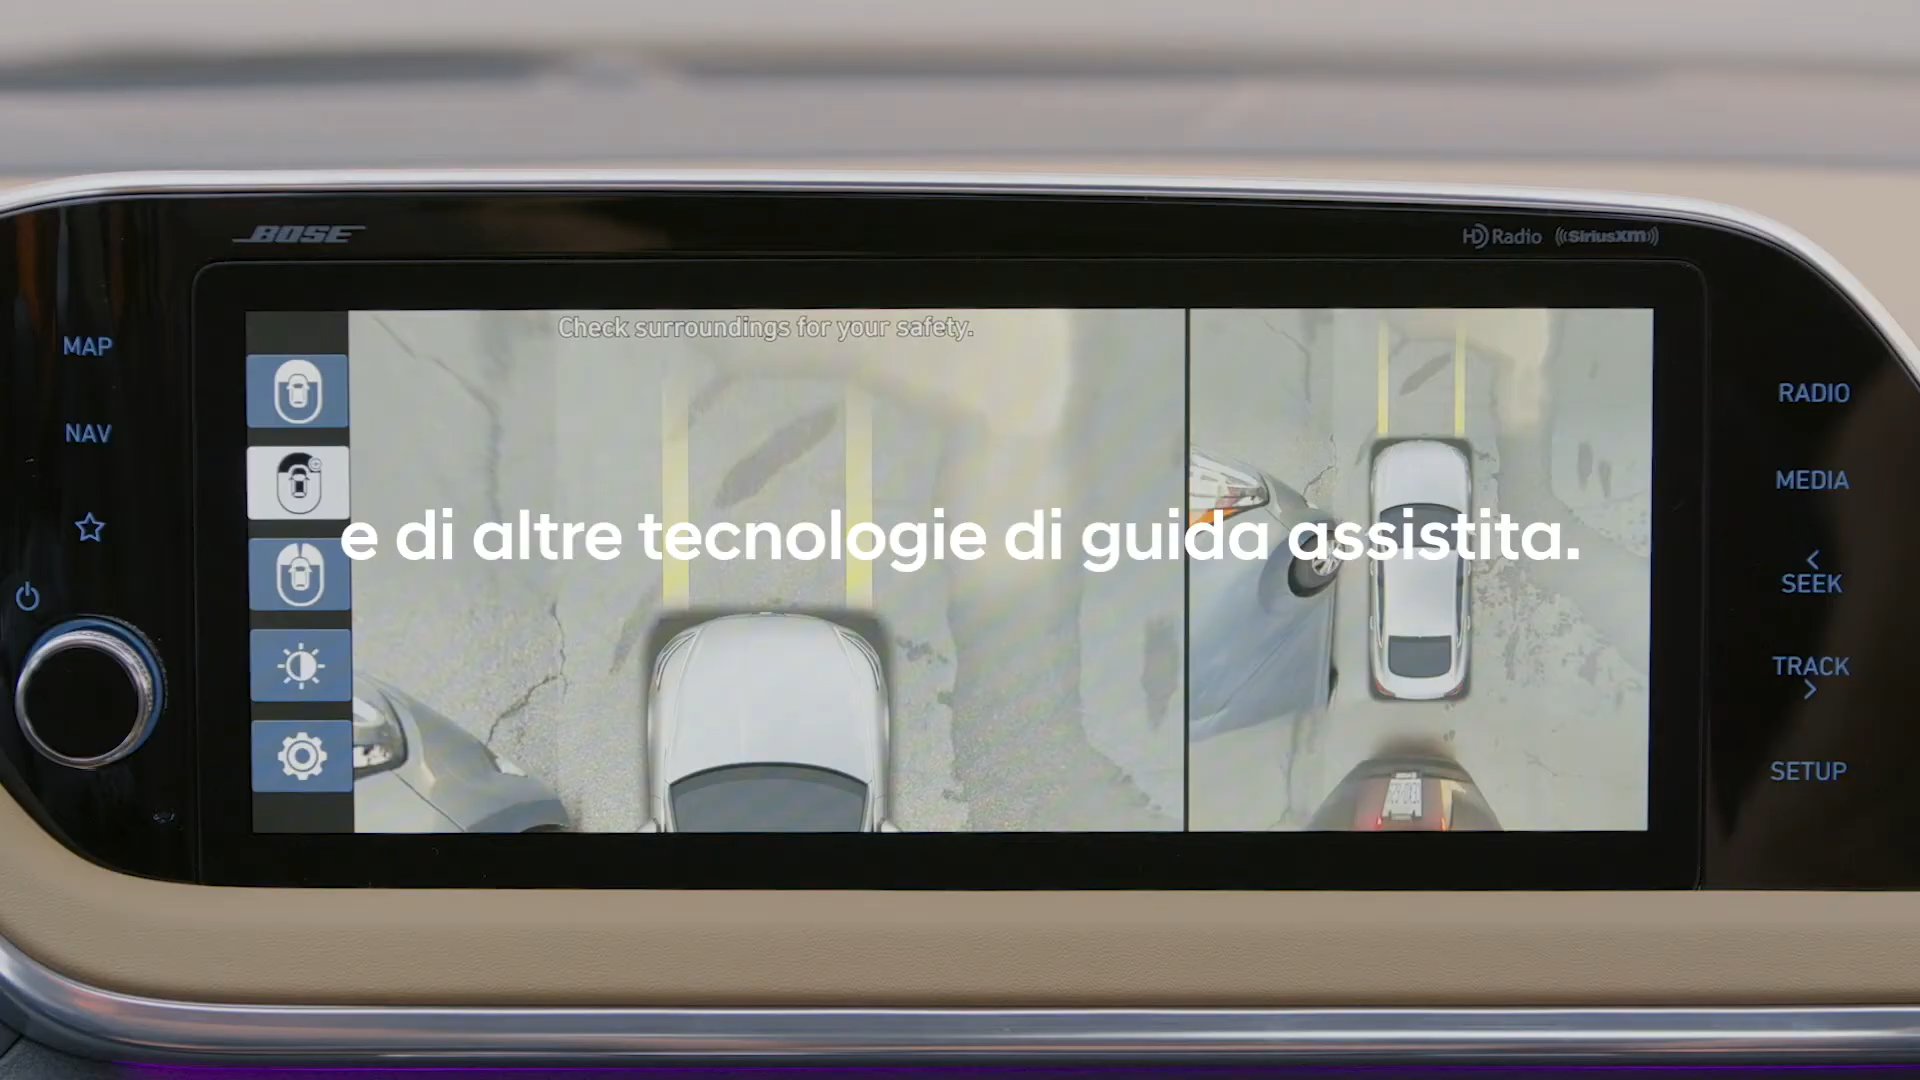 BOSE
HD Radio
SiriusXM
Check surroundings for your safety.
MAP
NAV
RADIO
MEDIA
SEEK
TRACK
SETUP
e di altre tecnologie di guida assistita.